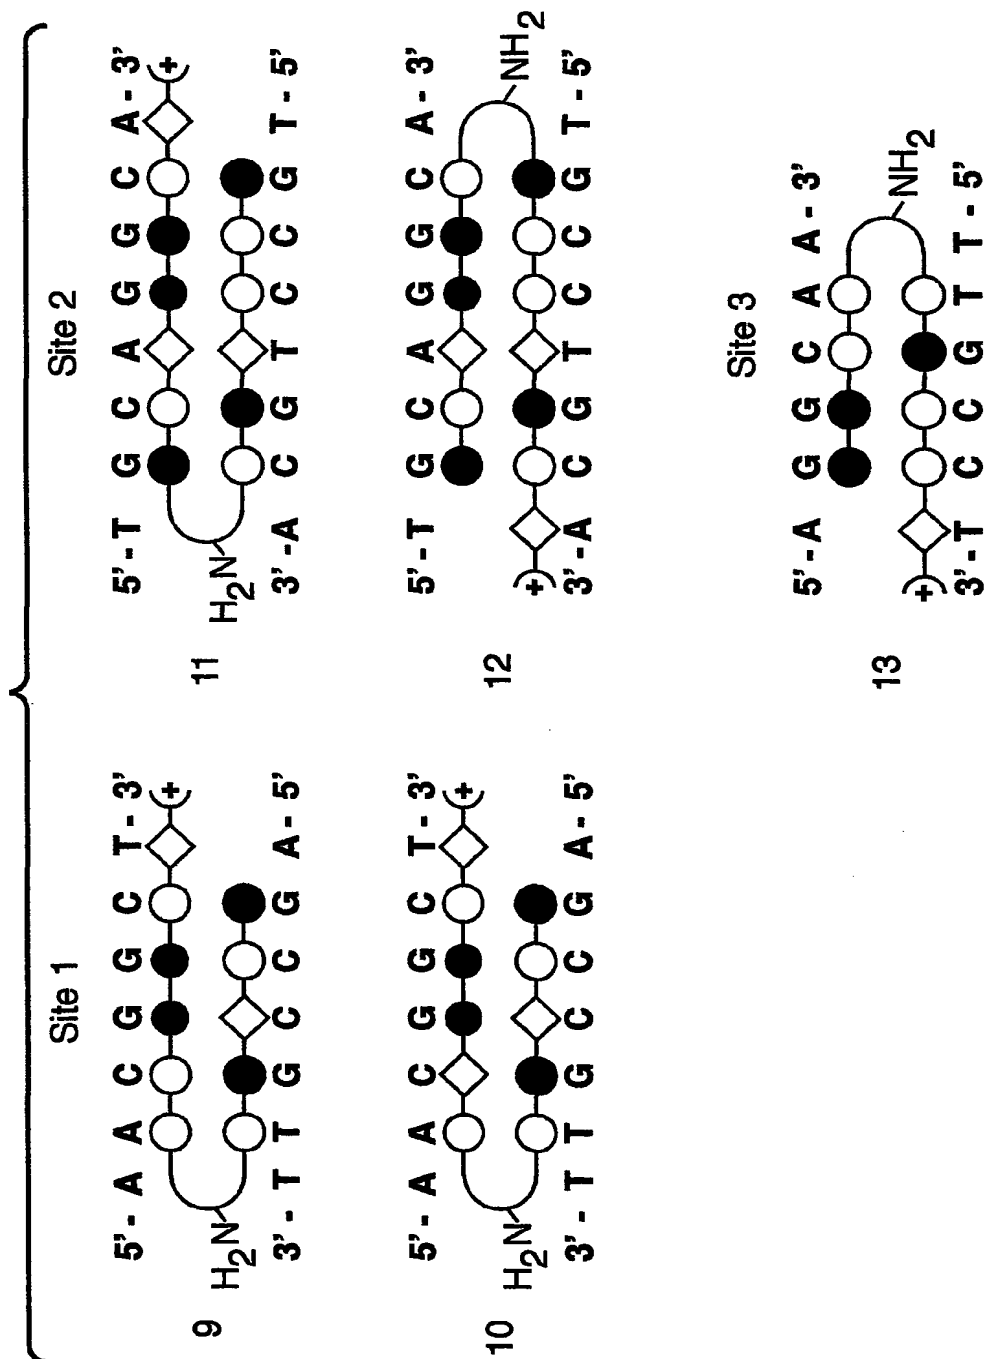 Site 1
5'- A A C G G C T- 3'
+
9
H2N
3'- T T G C C G A - 5'
5'- A A C G G C T- 3'
+
10
H2N
3'- T T G C C G A - 5'
Site 2
5'- T G C A G G C A - 3'
+
11
H2N
3'- A C G T C C G T - 5'
5'- T G C A G G C A - 3'
12
NH2
+
3'- A C G T C C G T - 5'
Site 3
5'- A G G C A A - 3'
13
NH2
+
3'- T C C G T T - 5'